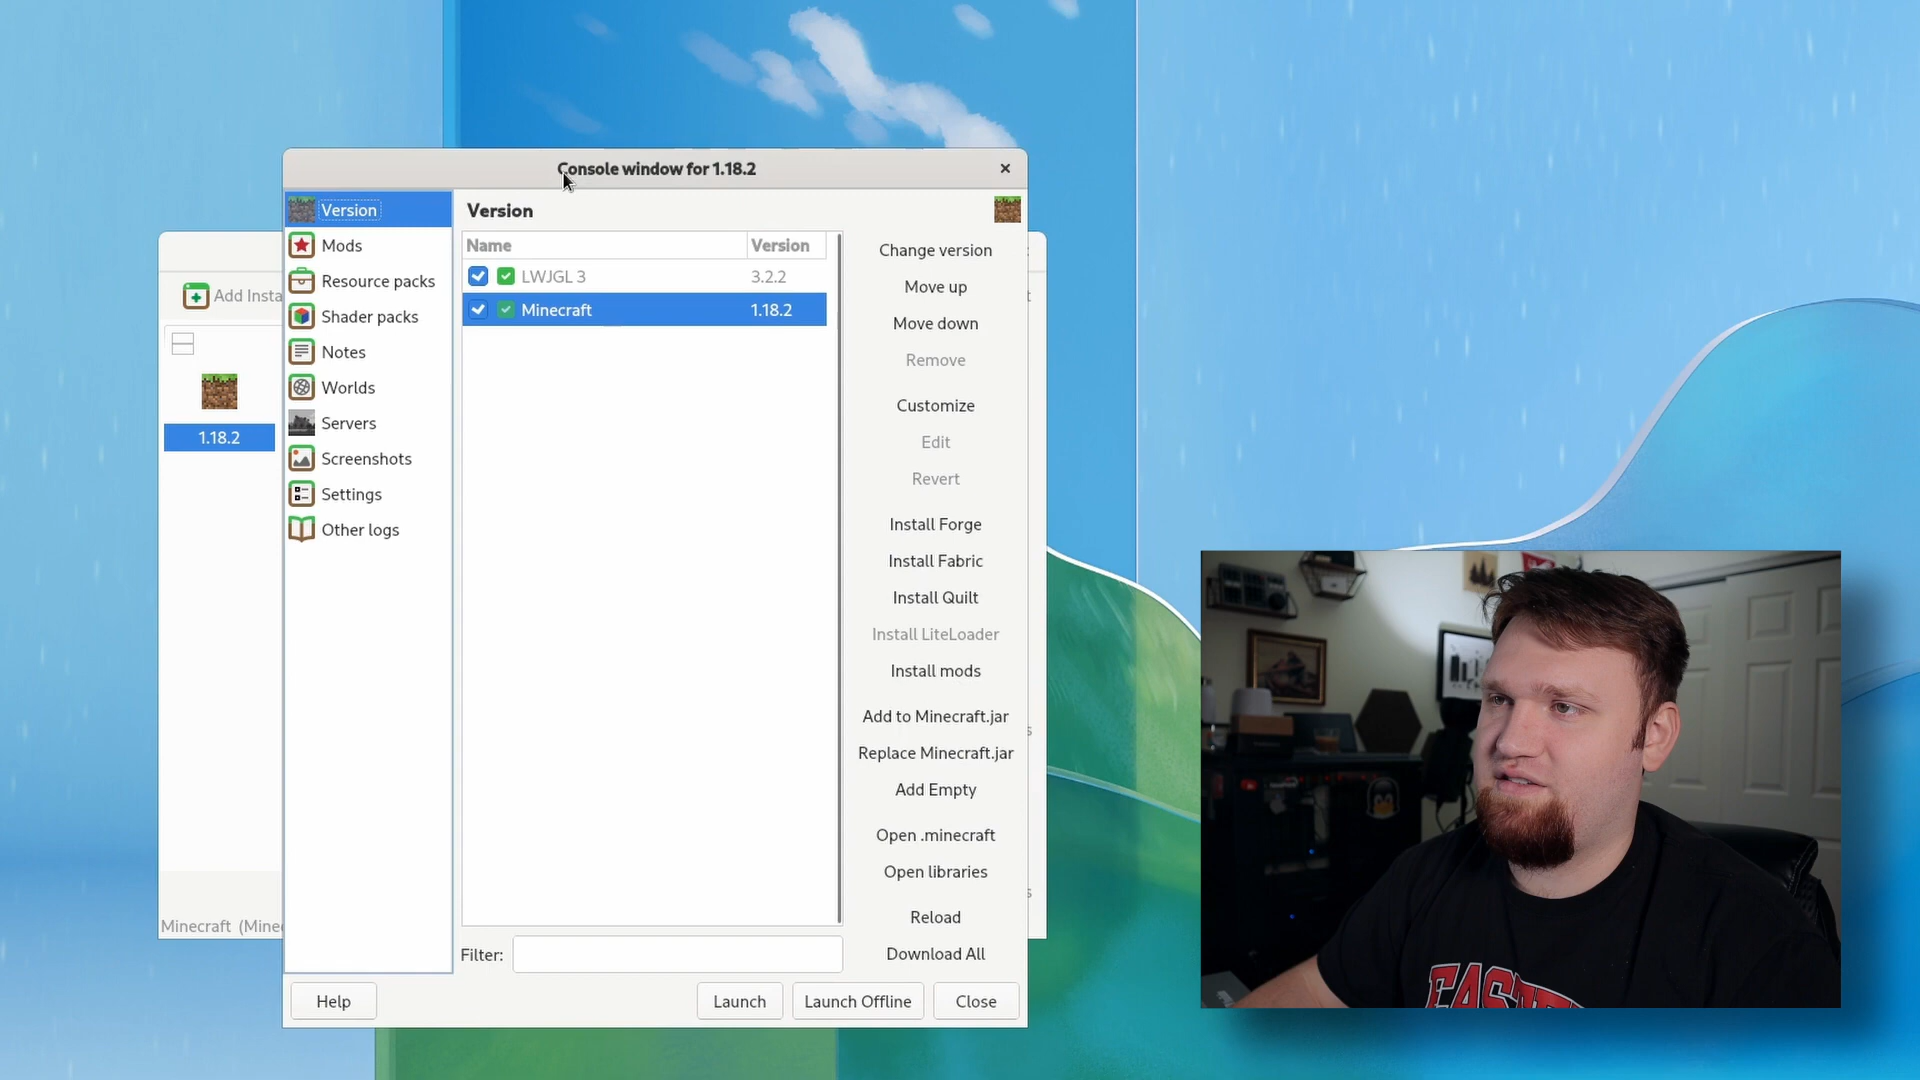 Console window for 1.18.2
Add Insta
1.18.2
Minecraft (Mine
Version
Mods
Resource packs
Shader packs
Notes
Worlds
Servers
Screenshots
Settings
Other logs
Version
Name Version
LWJGL 3 3.2.2
Minecraft 1.18.2
Filter:
Change version
Move up
Move down
Remove
Customize
Edit
Revert
Install Forge
Install Fabric
Install Quilt
Install LiteLoader
Install mods
Add to Minecraft.jar
Replace Minecraft.jar
Add Empty
Open .minecraft
Open libraries
Reload
Download All
Help
Launch
Launch Offline
Close